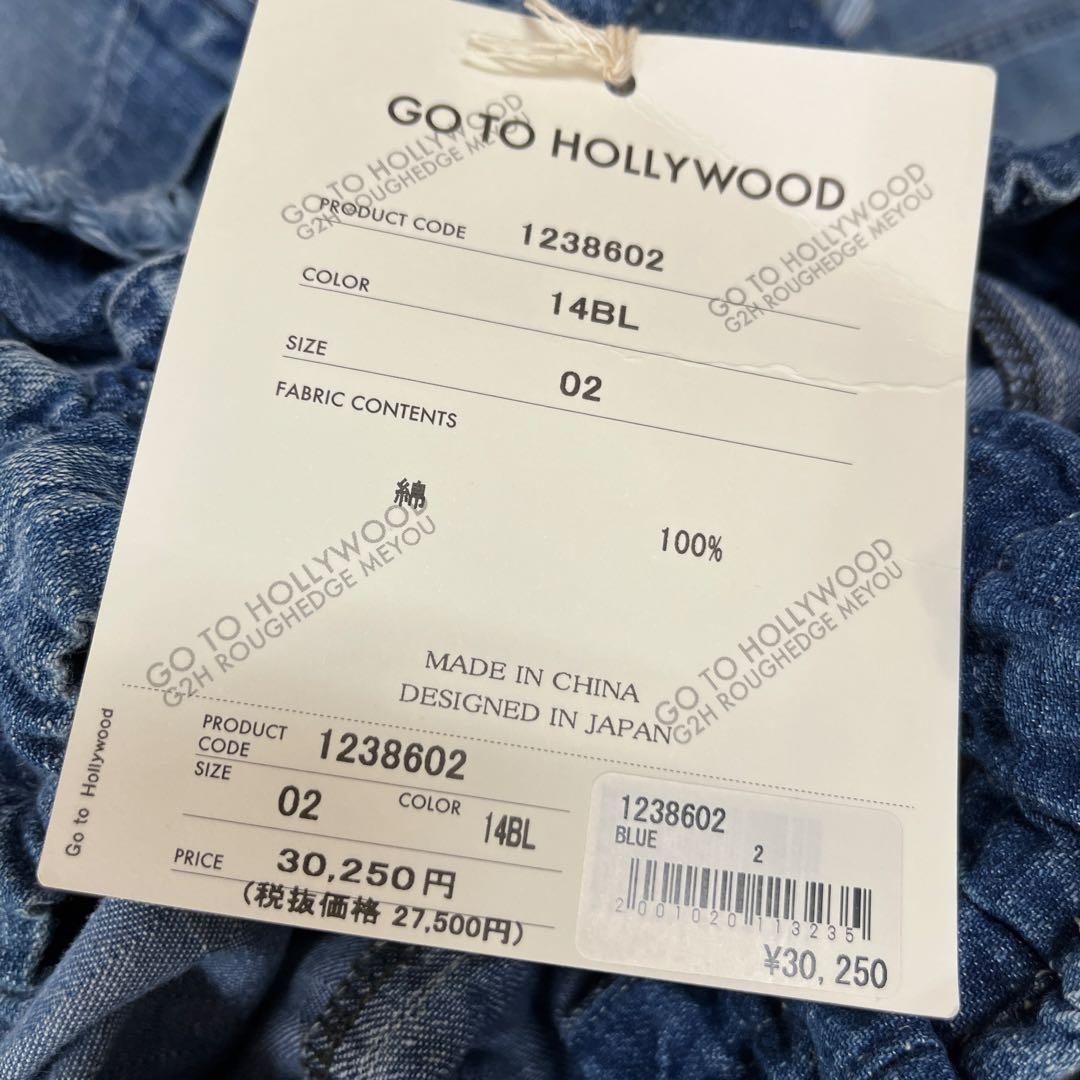 GO TO HOLLYWOOD
GO TO HOLLYWOOD
G2H ROUGHEDGE MEYOU
PRODUCT CODE 1238602
GO TO HOLLYWOOD
G2H ROUGHEDGE MEYOU
COLOR 14BL
SIZE 02
FABRIC CONTENTS
綿 100%
GO TO HOLLYWOOD
G2H ROUGHEDGE MEYOU
GO TO HOLLYWOOD
G2H ROUGHEDGE MEYOU
MADE IN CHINA
DESIGNED IN JAPAN
Go to Hollywood
PRODUCT
CODE 1238602
SIZE 02 COLOR 14BL
PRICE 30,250円
(税抜価格 27,500円)
1238602
BLUE 2
2001020113235
¥30,250